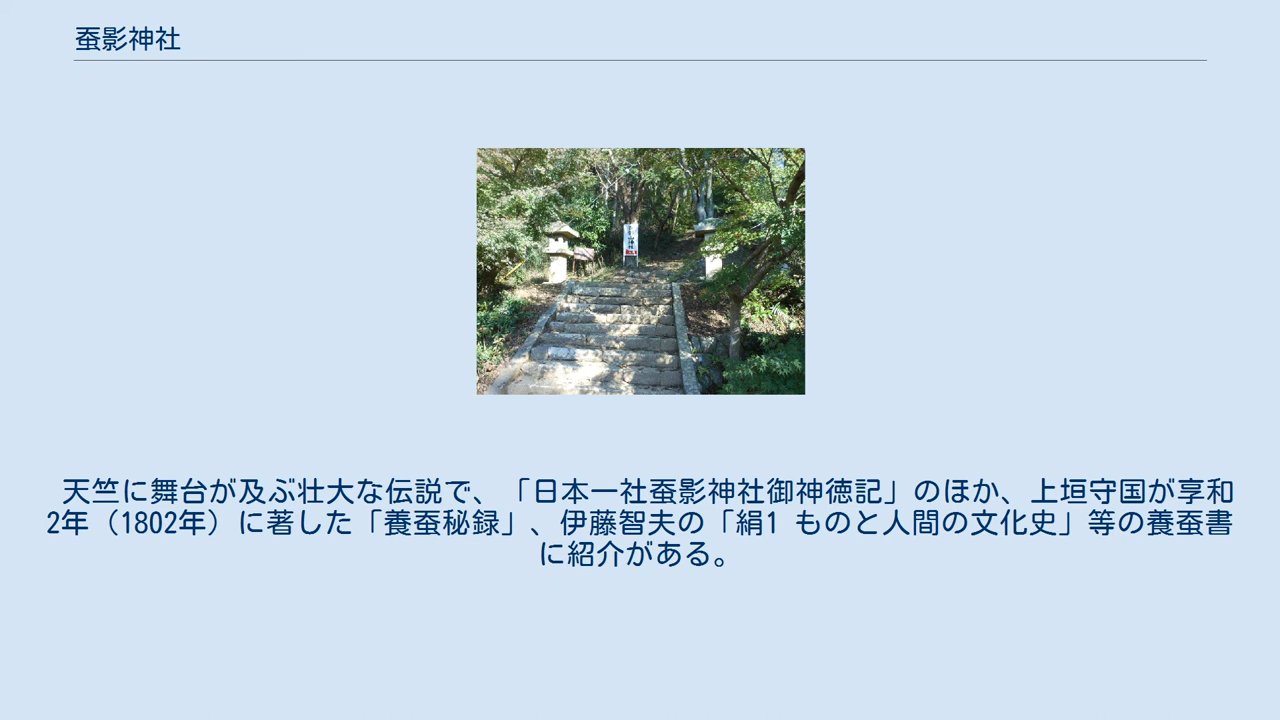 蚕影神社
天竺に舞台が及ぶ壮大な伝説で、「日本一社蚕影神社御神徳記」のほか、上垣守国が享和
2年（1802年）に著した「養蚕秘録」、伊藤智夫の「絹1 ものと人間の文化史」等の養蚕書
に紹介がある。